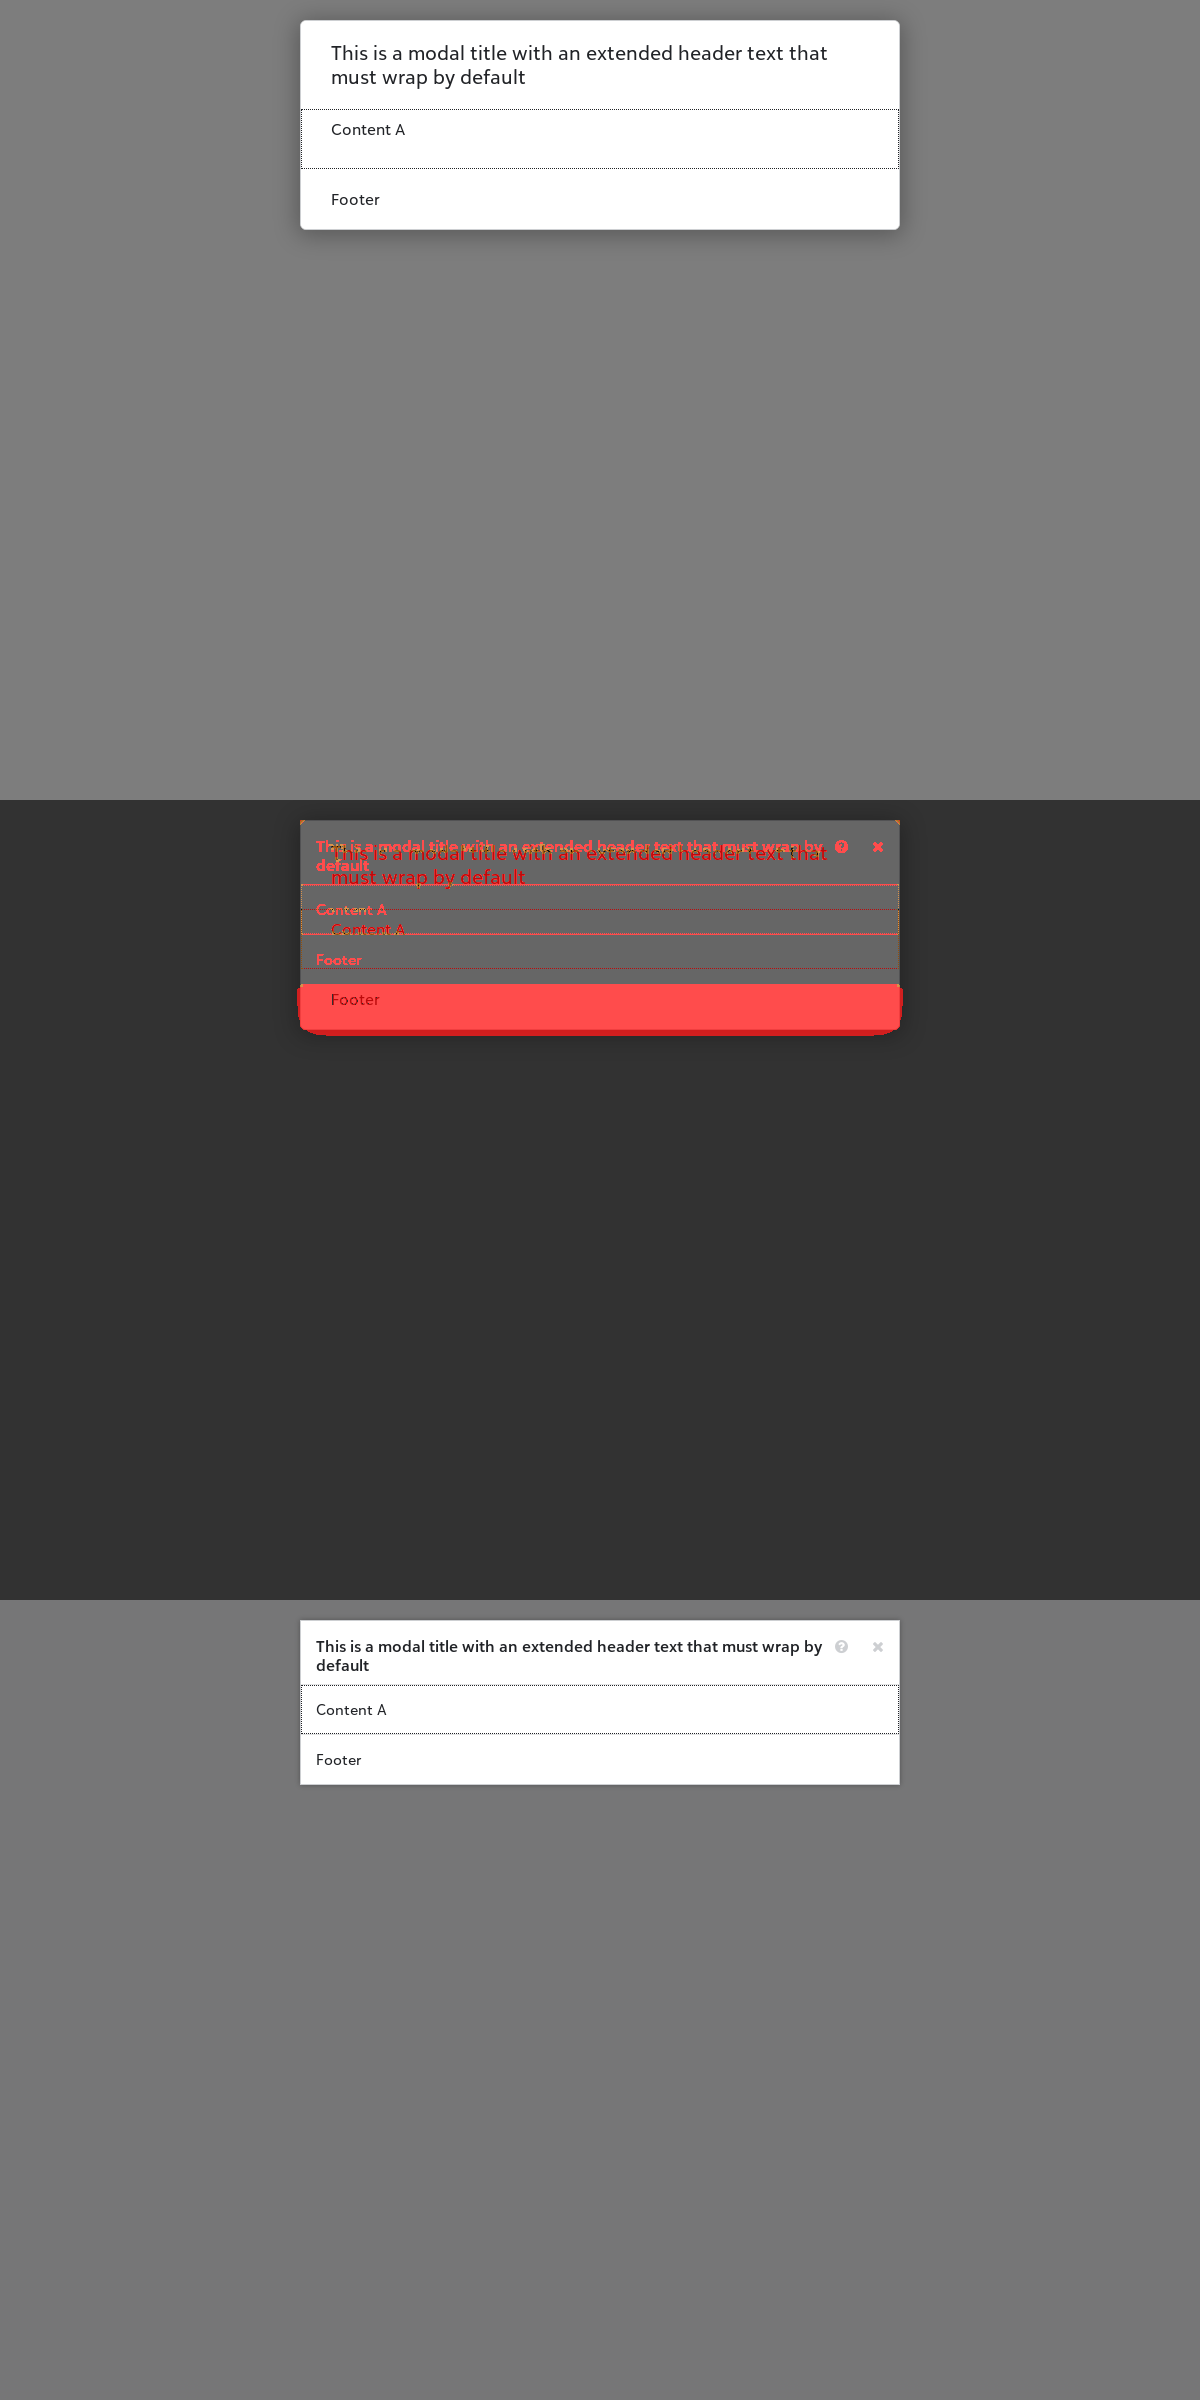 This is a modal title with an extended header text that
must wrap by default
Content A
Footer
This is a modal title with an extended header text that must wrap by
This is a modal title with an extended header text that
default
must wrap by default
Content A
Content A
Footer
Footer
This is a modal title with an extended header text that must wrap by
default
Content A
Footer